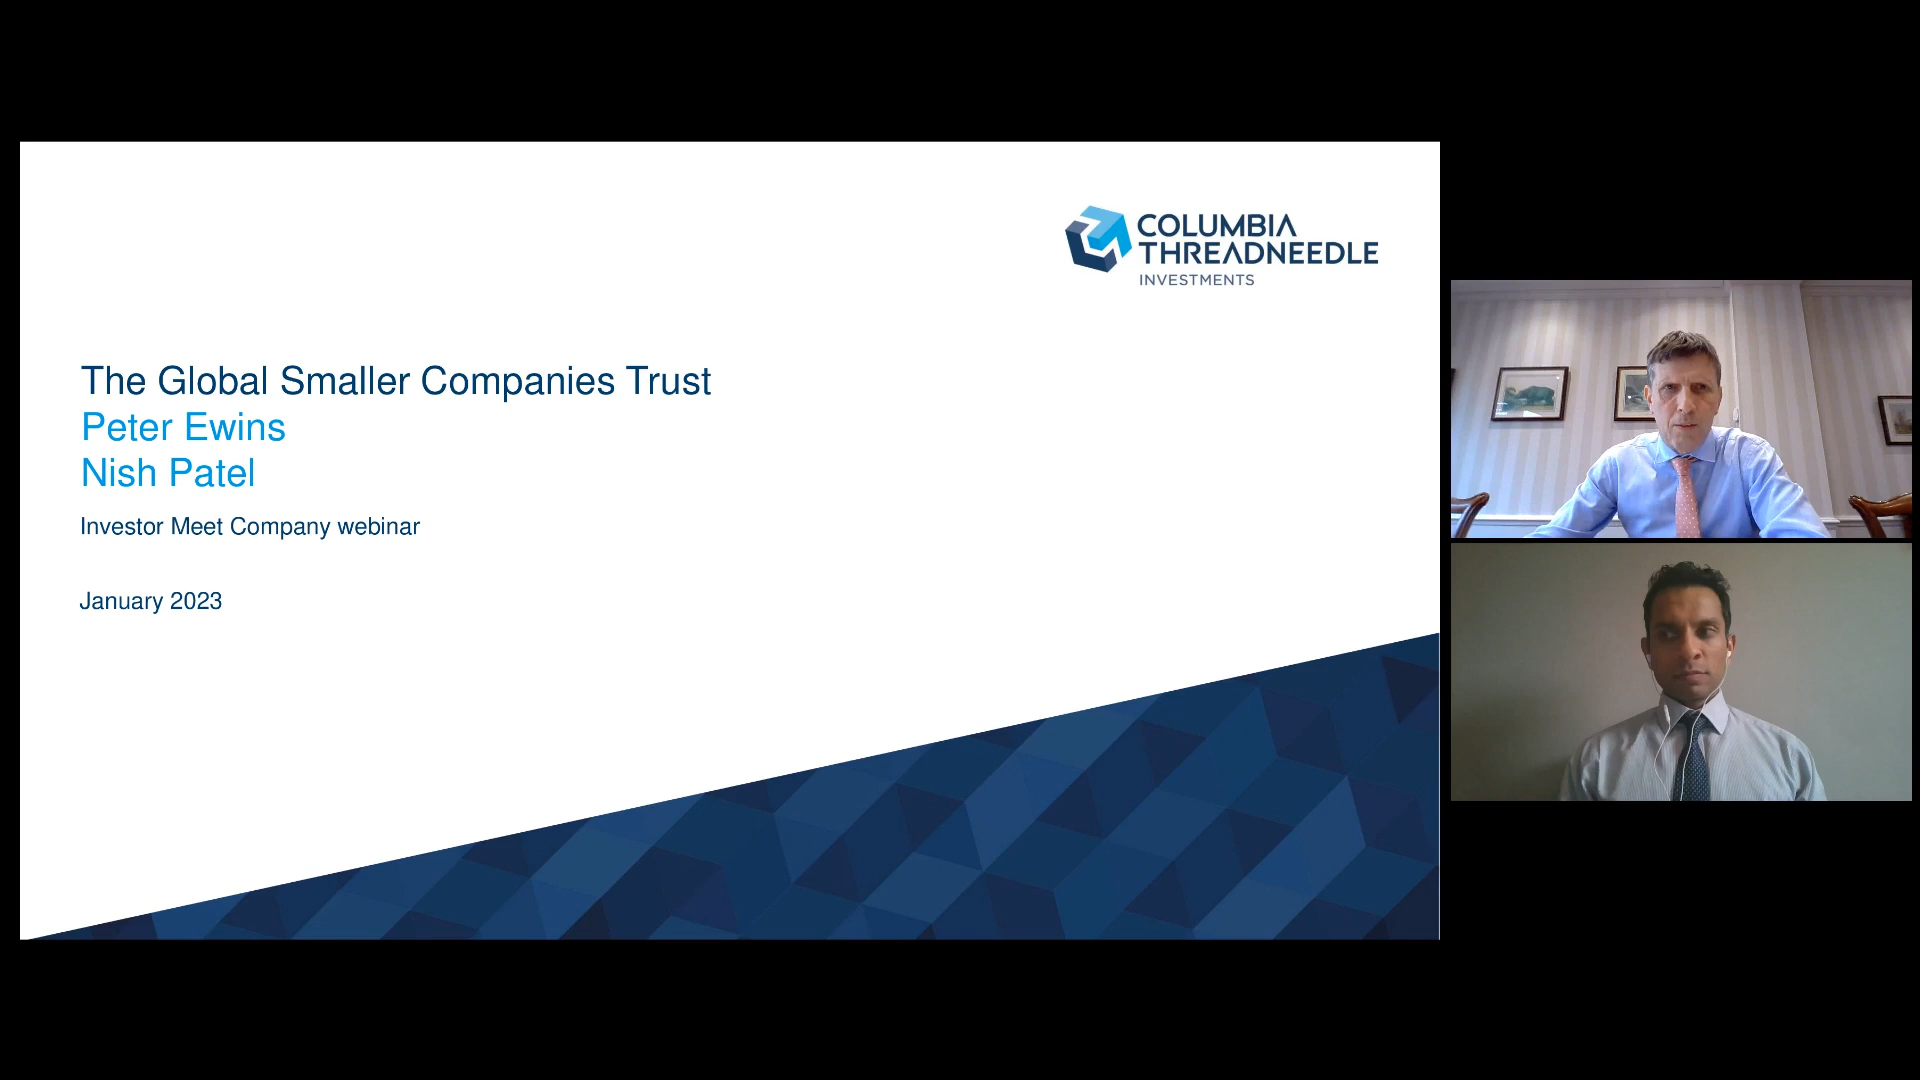 COLUMBIA
THREADNEEDLE
INVESTMENTS
The Global Smaller Companies Trust
Peter Ewins
Nish Patel
Investor Meet Company webinar
January 2023